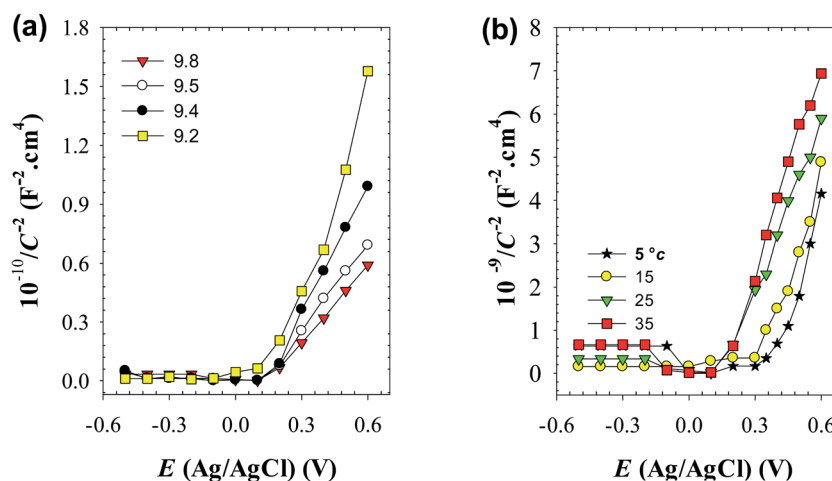 (a)
1.8
1.5
1.2
0.9
0.6
0.3
0.0
10⁻¹⁰/C⁻² (F⁻².cm⁴)
9.8
9.5
9.4
9.2
-0.6 -0.3 0.0 0.3 0.6
E (Ag/AgCl) (V)
(b)
8
7
6
5
4
3
2
1
0
10⁻⁹/C⁻² (F⁻².cm⁴)
5 °c
15
25
35
-0.6 -0.3 0.0 0.3 0.6
E (Ag/AgCl) (V)